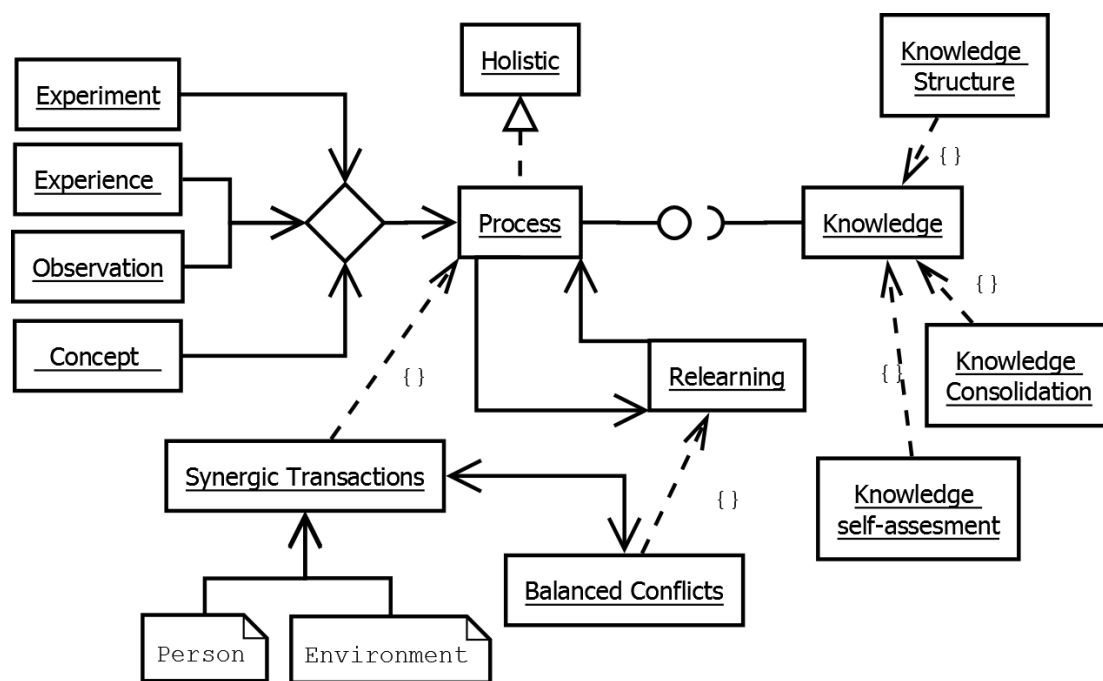 Holistic
Knowledge
Structure
Experiment
{ }
Experience
Process
Knowledge
Observation
{ }
Concept
{ }
Relearning
{ }
Knowledge
Consolidation
Synergic Transactions
{ }
Knowledge
self-assesment
Balanced Conflicts
Person
Environment